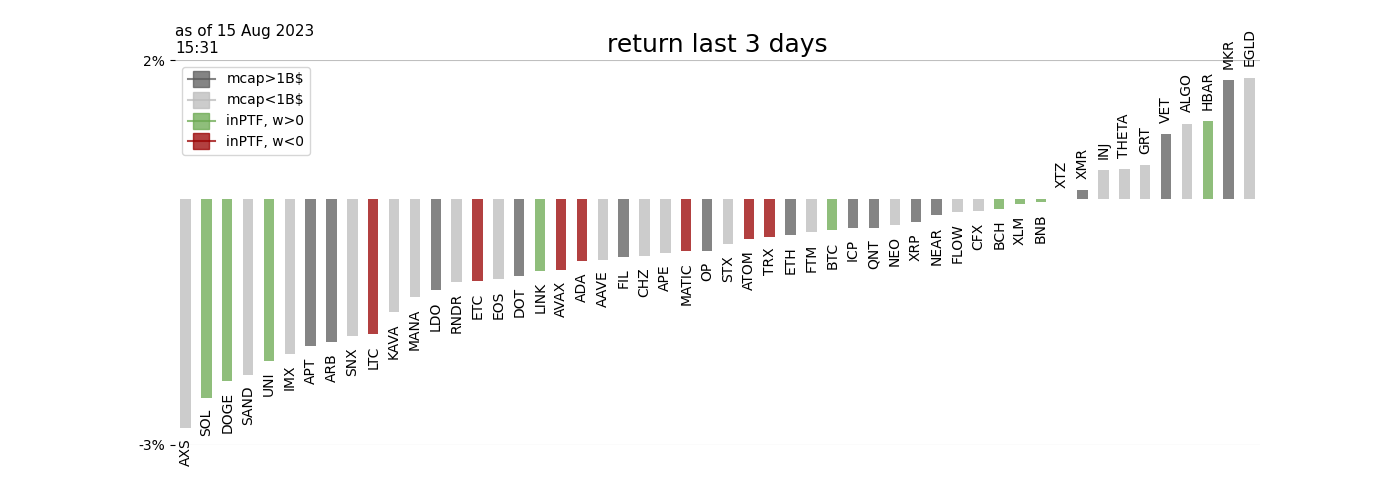 as of 15 Aug 2023
15:31
return last 3 days
2%
mcap>1B$
mcap<1B$
inPTF, w>0
inPTF, w<0
-3%
AXS
SOL
DOGE
SAND
UNI
IMX
APT
ARB
SNX
LTC
KAVA
MANA
LDO
RNDR
ETC
EOS
DOT
LINK
AVAX
ADA
AAVE
FIL
CHZ
APE
MATIC
OP
STX
ATOM
TRX
ETH
FTM
BTC
ICP
QNT
NEO
XRP
NEAR
FLOW
CFX
BCH
XLM
BNB
XTZ
XMR
INJ
THETA
GRT
VET
ALGO
HBAR
MKR
EGLD